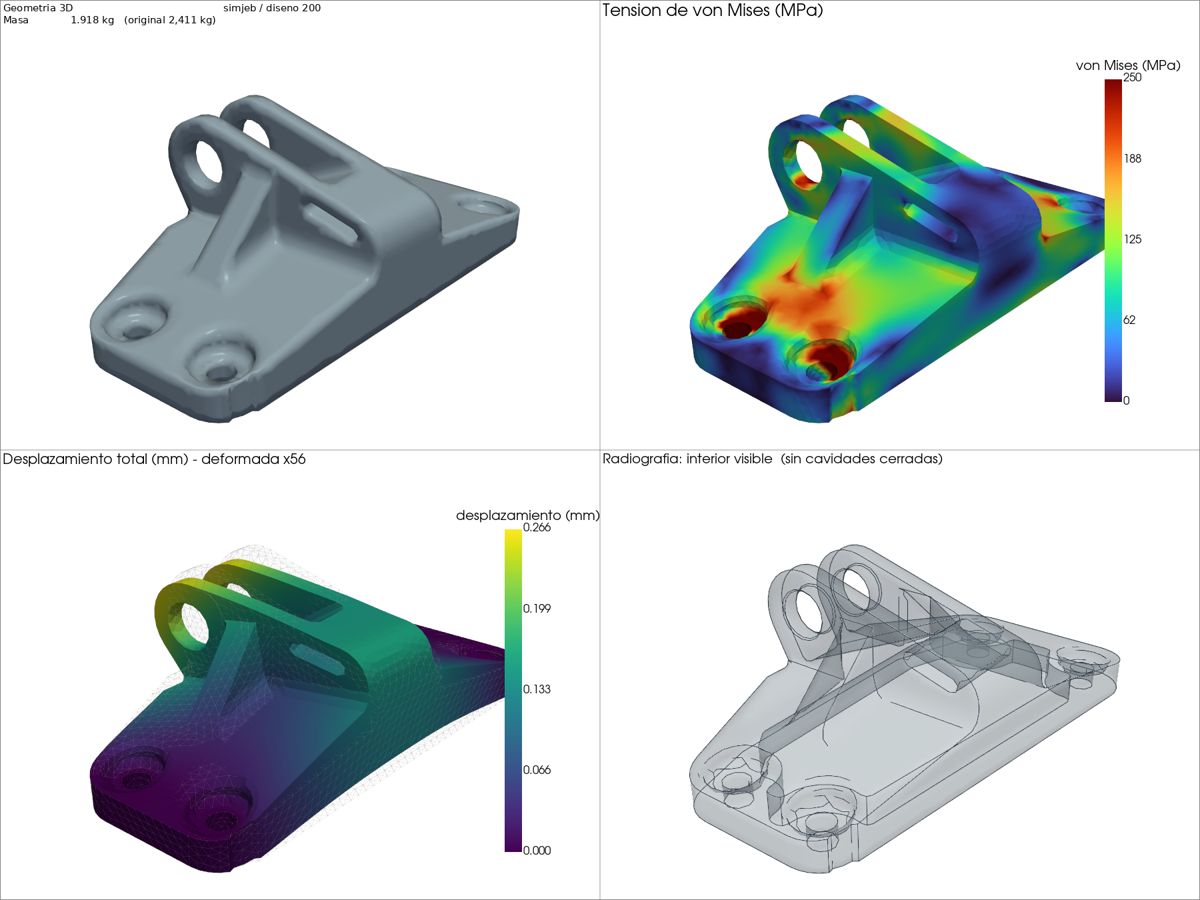 Geometria 3D simjeb / diseno 200
Masa 1.918 kg (original 2,411 kg)
Tension de von Mises (MPa)
von Mises (MPa)
250
188
125
62
0
Desplazamiento total (mm) - deformada x56
desplazamiento (mm)
0.266
0.199
0.133
0.066
0.000
Radiografia: interior visible (sin cavidades cerradas)